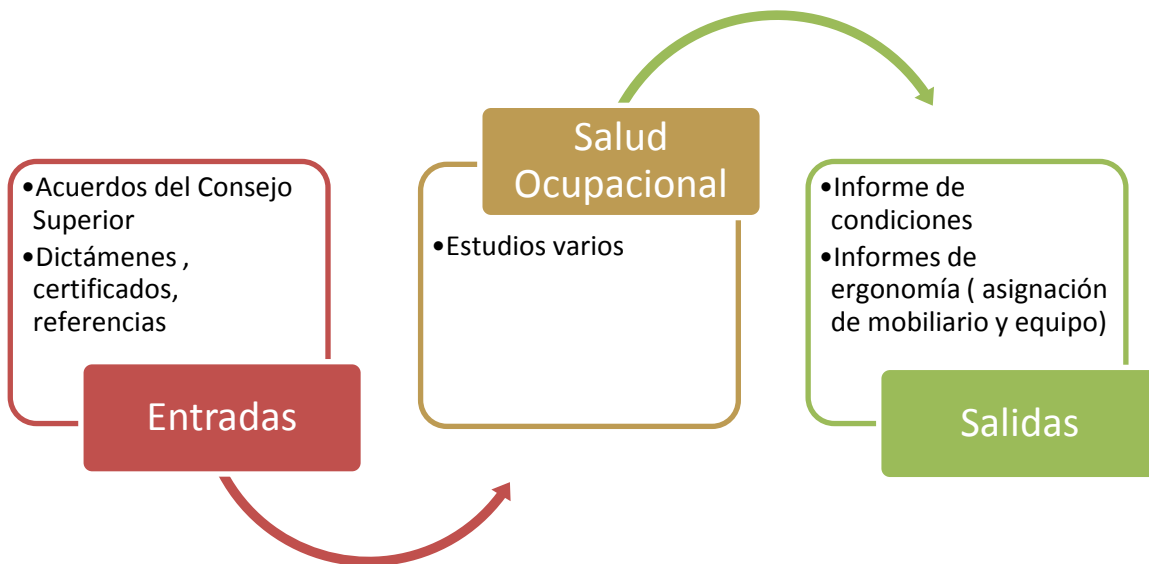 •Acuerdos del Consejo
Superior
•Dictámenes ,
certificados,
referencias
Entradas
Salud
Ocupacional
•Estudios varios
•Informe de
condiciones
•Informes de
ergonomía ( asignación
de mobiliario y equipo)
Salidas